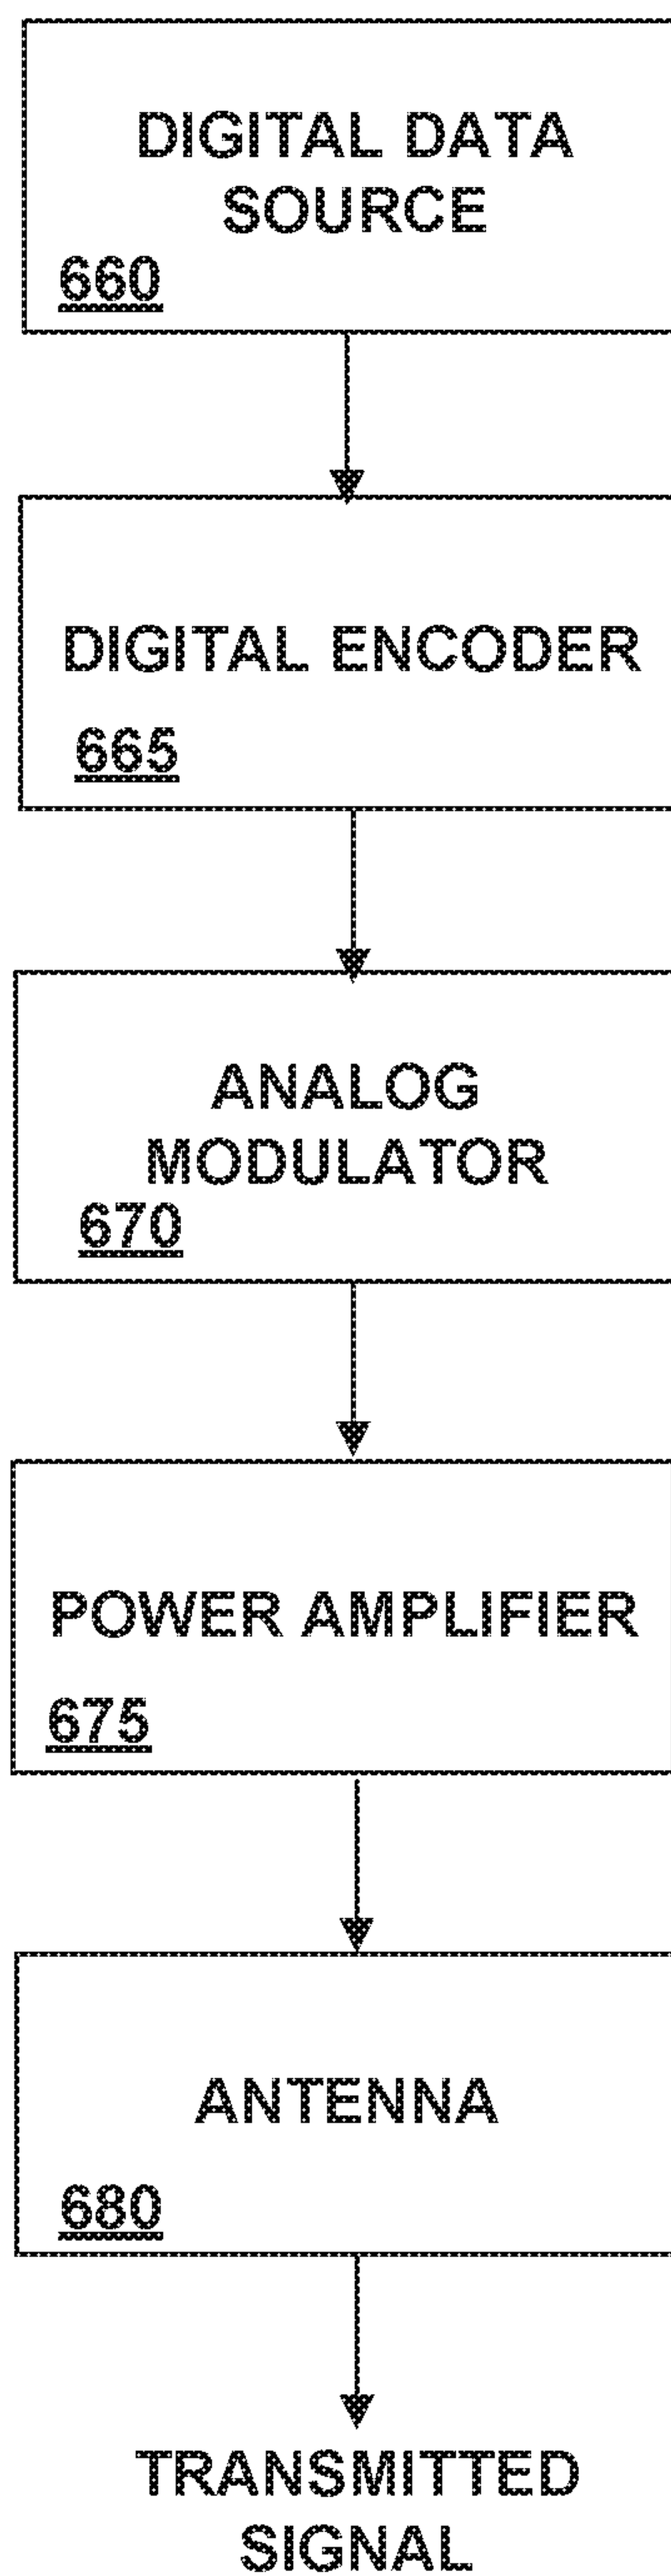 DIGITAL DATA
SOURCE
660
DIGITAL ENCODER
665
ANALOG
MODULATOR
670
POWER AMPLIFIER
675
ANTENNA
680
TRANSMITTED
SIGNAL